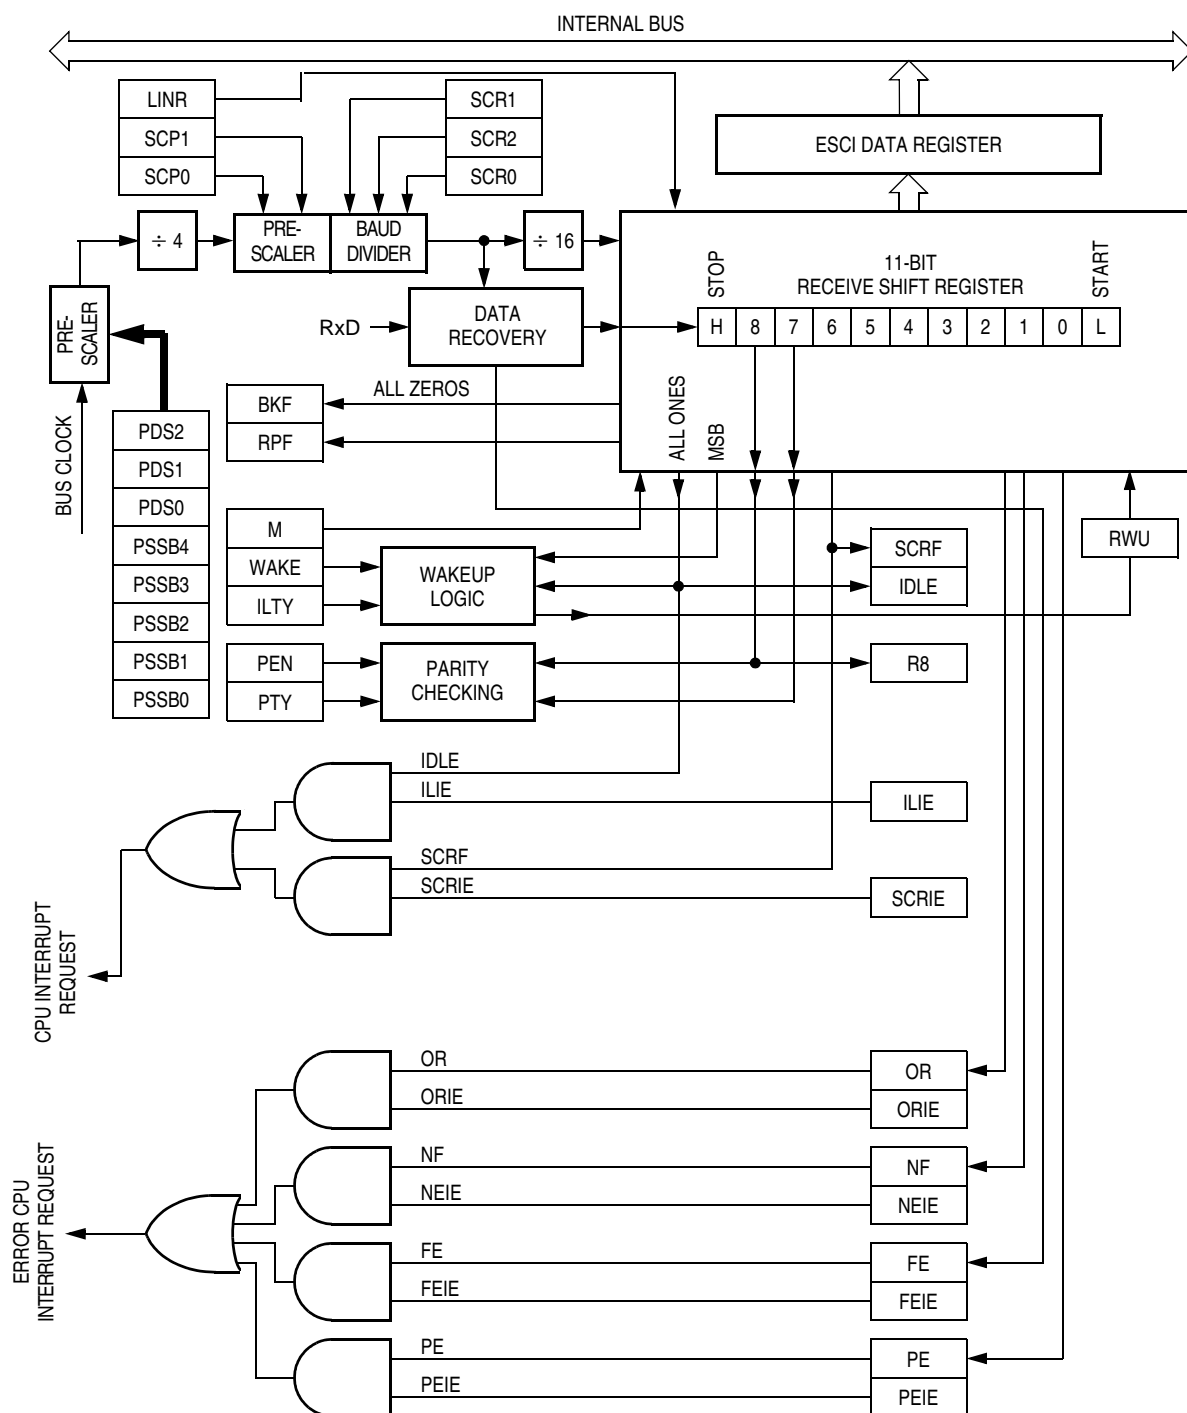 INTERNAL BUS
LINR
SCP1
SCP0
SCR1
SCR2
SCR0
ESCI DATA REGISTER
÷ 4
PRE-
SCALER
BAUD
DIVIDER
÷ 16
PRE-
SCALER
BUS CLOCK
RxD
DATA
RECOVERY
STOP
11-BIT
RECEIVE SHIFT REGISTER
START
H 8 7 6 5 4 3 2 1 0 L
ALL ZEROS
ALL ONES
MSB
BKF
RPF
PDS2
PDS1
PDS0
PSSB4
PSSB3
PSSB2
PSSB1
PSSB0
M
WAKE
ILTY
WAKEUP
LOGIC
PEN
PTY
PARITY
CHECKING
SCRF
IDLE
RWU
R8
IDLE
ILIE
ILIE
SCRF
SCRIE
SCRIE
CPU INTERRUPT
REQUEST
OR
ORIE
OR
ORIE
NF
NEIE
NF
NEIE
FE
FEIE
FE
FEIE
PE
PEIE
PE
PEIE
ERROR CPU
INTERRUPT REQUEST